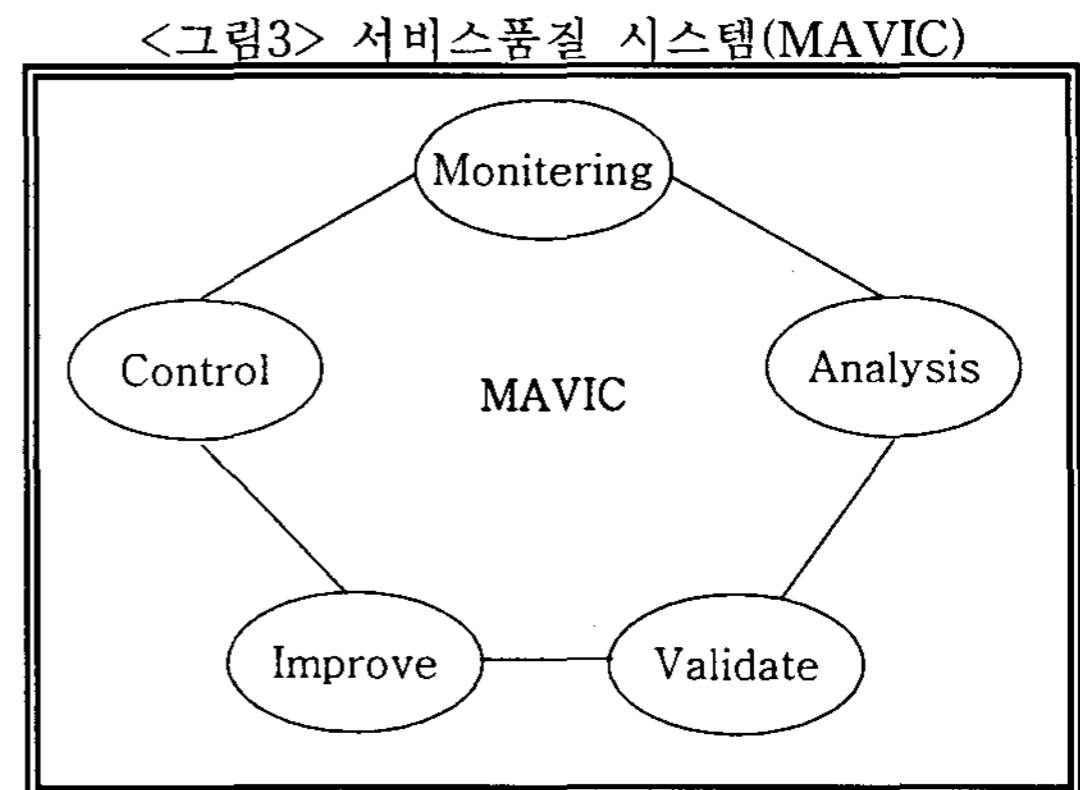 <그림3> 서비스품질 시스템(MAVIC)
Monitering
Control
Analysis
MAVIC
Improve
Validate